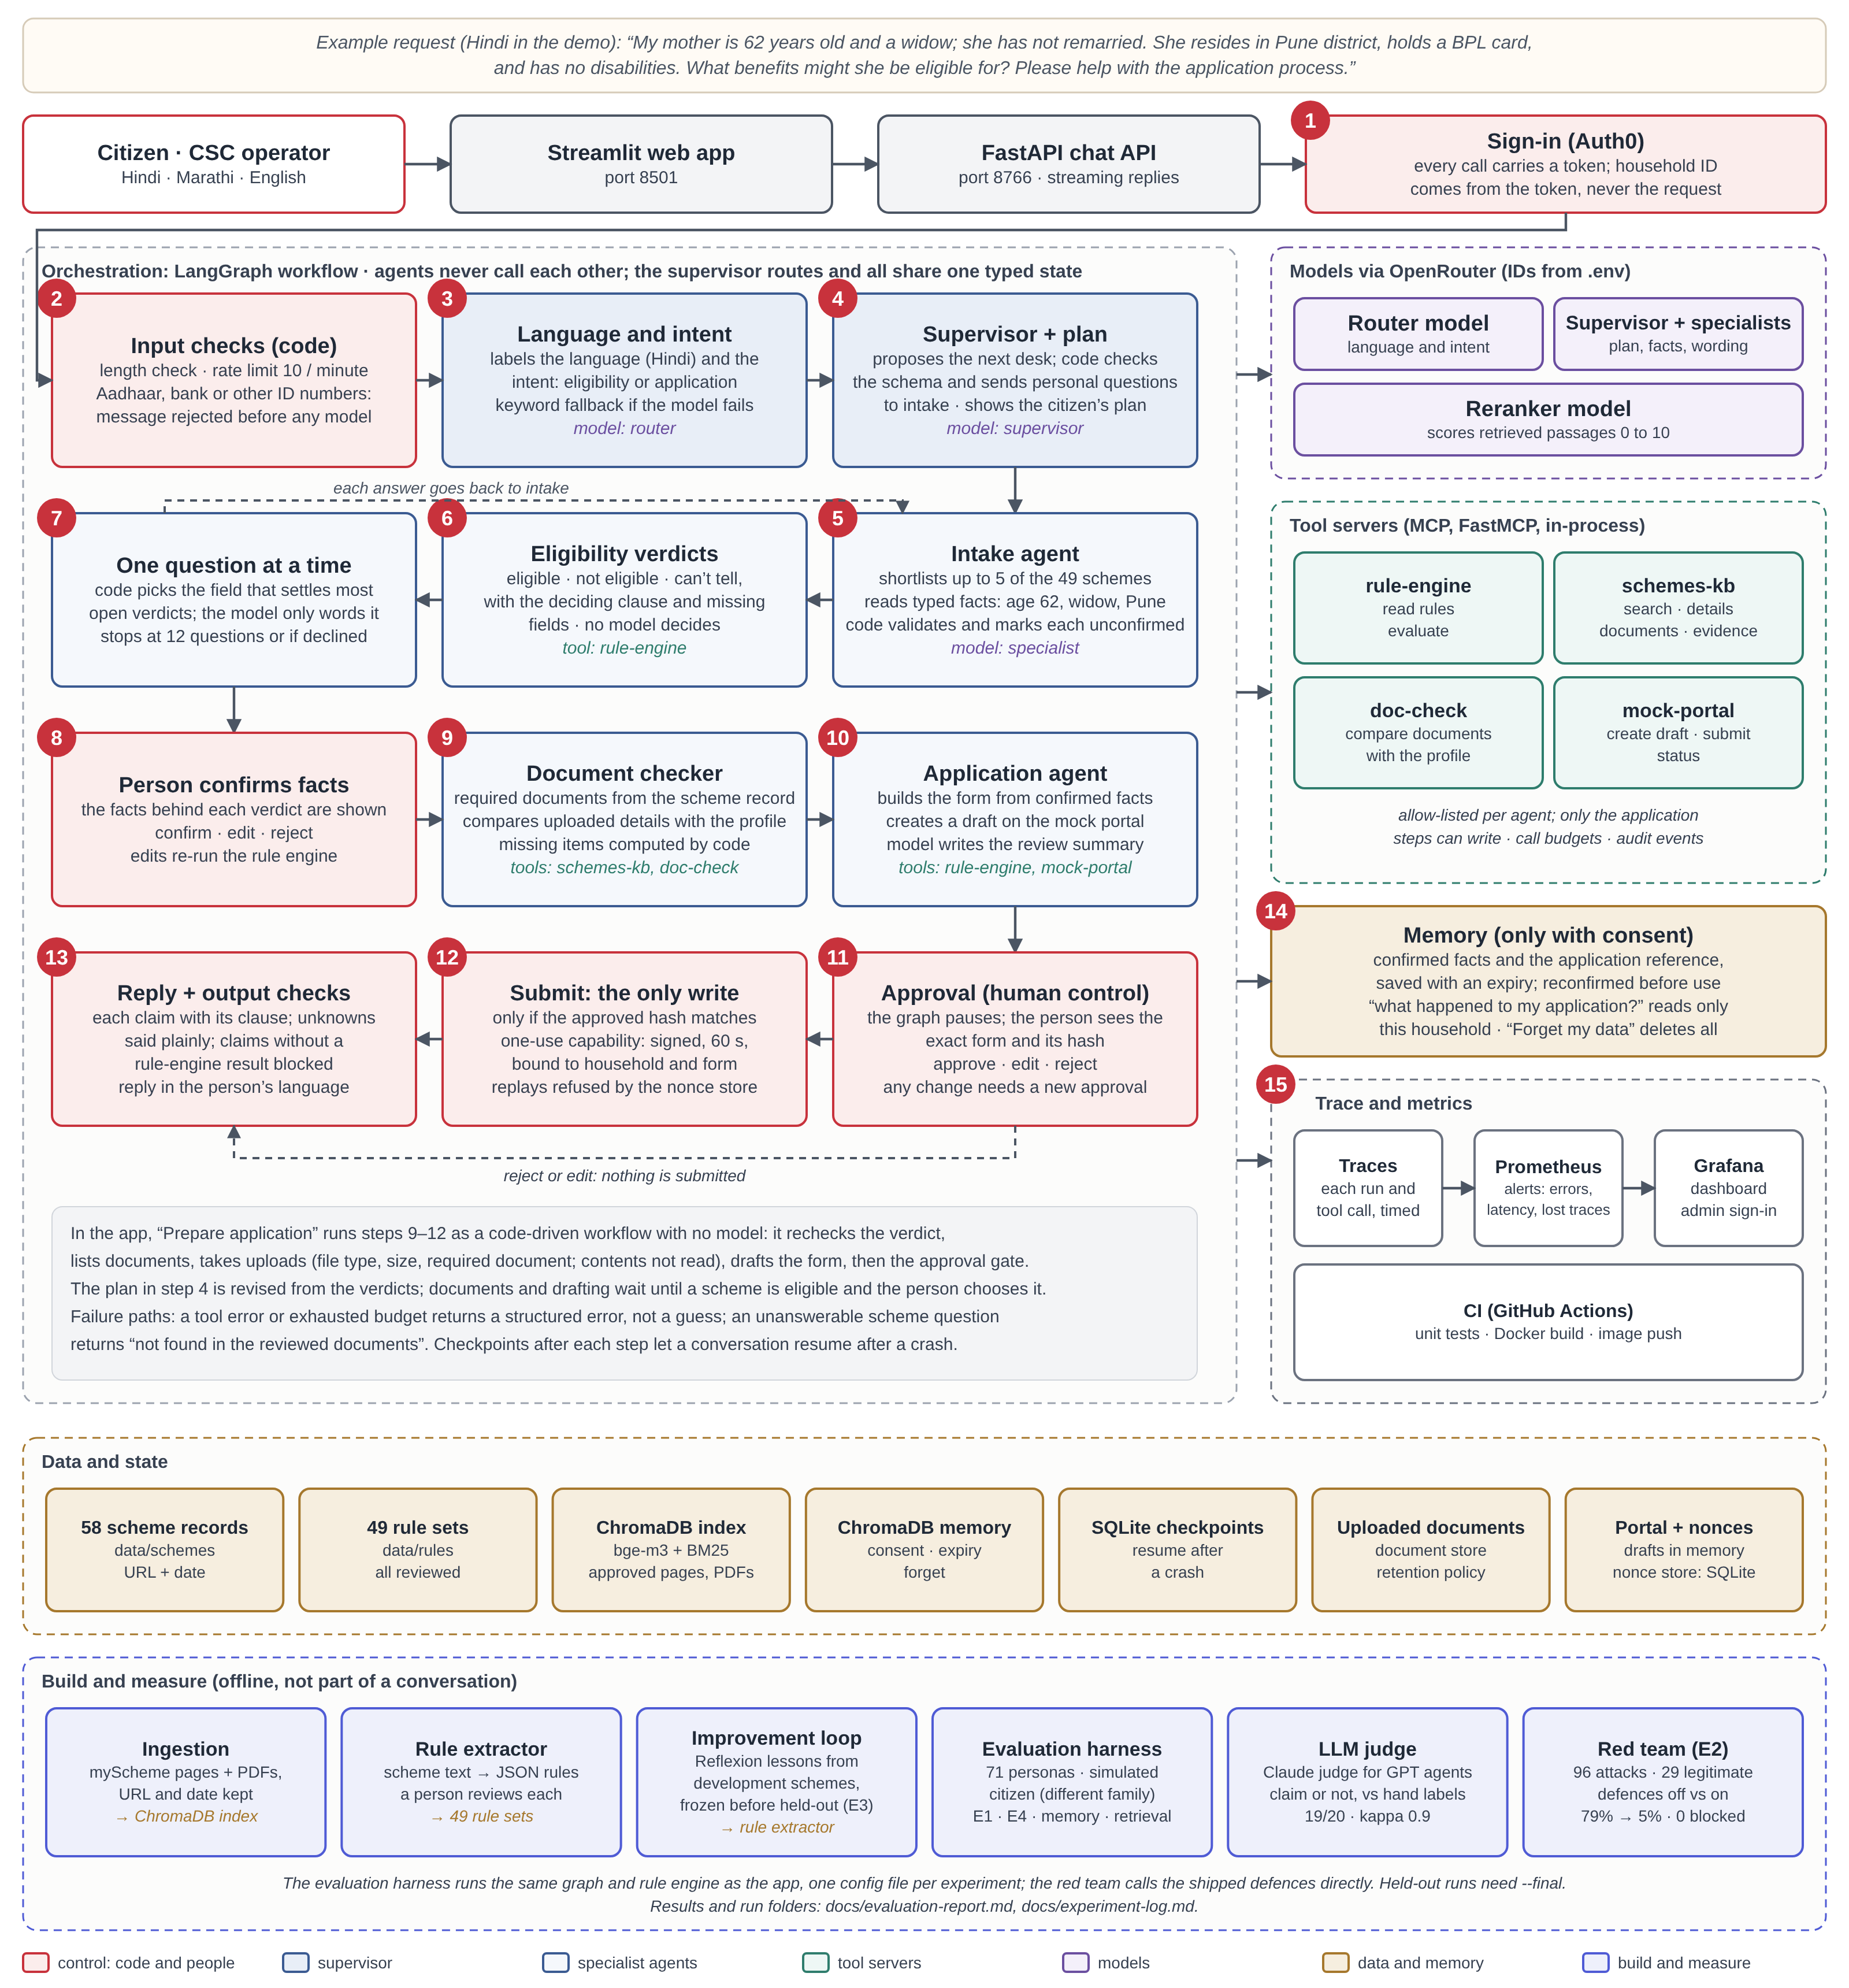 Example request (Hindi in the demo): “My mother is 62 years old and a widow; she has not remarried. She resides in Pune district, holds a BPL card,
and has no disabilities. What benefits might she be eligible for? Please help with the application process.”
Citizen · CSC operator
Hindi · Marathi · English
Streamlit web app
port 8501
FastAPI chat API
port 8766 · streaming replies
1
Sign-in (Auth0)
every call carries a token; household ID
comes from the token, never the request
Orchestration: LangGraph workflow · agents never call each other; the supervisor routes and all share one typed state
2
Input checks (code)
length check · rate limit 10 / minute
Aadhaar, bank or other ID numbers:
message rejected before any model
3
Language and intent
labels the language (Hindi) and the
intent: eligibility or application
keyword fallback if the model fails
model: router
4
Supervisor + plan
proposes the next desk; code checks
the schema and sends personal questions
to intake · shows the citizen’s plan
model: supervisor
each answer goes back to intake
7
One question at a time
code picks the field that settles most
open verdicts; the model only words it
stops at 12 questions or if declined
6
Eligibility verdicts
eligible · not eligible · can’t tell,
with the deciding clause and missing
fields · no model decides
tool: rule-engine
5
Intake agent
shortlists up to 5 of the 49 schemes
reads typed facts: age 62, widow, Pune
code validates and marks each unconfirmed
model: specialist
8
Person confirms facts
the facts behind each verdict are shown
confirm · edit · reject
edits re-run the rule engine
9
Document checker
required documents from the scheme record
compares uploaded details with the profile
missing items computed by code
tools: schemes-kb, doc-check
10
Application agent
builds the form from confirmed facts
creates a draft on the mock portal
model writes the review summary
tools: rule-engine, mock-portal
13
Reply + output checks
each claim with its clause; unknowns
said plainly; claims without a
rule-engine result blocked
reply in the person’s language
12
Submit: the only write
only if the approved hash matches
one-use capability: signed, 60 s,
bound to household and form
replays refused by the nonce store
11
Approval (human control)
the graph pauses; the person sees the
exact form and its hash
approve · edit · reject
any change needs a new approval
reject or edit: nothing is submitted
In the app, “Prepare application” runs steps 9–12 as a code-driven workflow with no model: it rechecks the verdict,
lists documents, takes uploads (file type, size, required document; contents not read), drafts the form, then the approval gate.
The plan in step 4 is revised from the verdicts; documents and drafting wait until a scheme is eligible and the person chooses it.
Failure paths: a tool error or exhausted budget returns a structured error, not a guess; an unanswerable scheme question
returns “not found in the reviewed documents”. Checkpoints after each step let a conversation resume after a crash.
Models via OpenRouter (IDs from .env)
Router model
language and intent
Supervisor + specialists
plan, facts, wording
Reranker model
scores retrieved passages 0 to 10
Tool servers (MCP, FastMCP, in-process)
rule-engine
read rules
evaluate
schemes-kb
search · details
documents · evidence
doc-check
compare documents
with the profile
mock-portal
create draft · submit
status
allow-listed per agent; only the application
steps can write · call budgets · audit events
14
Memory (only with consent)
confirmed facts and the application reference,
saved with an expiry; reconfirmed before use
“what happened to my application?” reads only
this household · “Forget my data” deletes all
15
Trace and metrics
Traces
each run and
tool call, timed
Prometheus
alerts: errors,
latency, lost traces
Grafana
dashboard
admin sign-in
CI (GitHub Actions)
unit tests · Docker build · image push
Data and state
58 scheme records
data/schemes
URL + date
49 rule sets
data/rules
all reviewed
ChromaDB index
bge-m3 + BM25
approved pages, PDFs
ChromaDB memory
consent · expiry
forget
SQLite checkpoints
resume after
a crash
Uploaded documents
document store
retention policy
Portal + nonces
drafts in memory
nonce store: SQLite
Build and measure (offline, not part of a conversation)
Ingestion
myScheme pages + PDFs,
URL and date kept
→ ChromaDB index
Rule extractor
scheme text → JSON rules
a person reviews each
→ 49 rule sets
Improvement loop
Reflexion lessons from
development schemes,
frozen before held-out (E3)
→ rule extractor
Evaluation harness
71 personas · simulated
citizen (different family)
E1 · E4 · memory · retrieval
LLM judge
Claude judge for GPT agents
claim or not, vs hand labels
19/20 · kappa 0.9
Red team (E2)
96 attacks · 29 legitimate
defences off vs on
79% → 5% · 0 blocked
The evaluation harness runs the same graph and rule engine as the app, one config file per experiment; the red team calls the shipped defences directly. Held-out runs need --final.
Results and run folders: docs/evaluation-report.md, docs/experiment-log.md.
control: code and people
supervisor
specialist agents
tool servers
models
data and memory
build and measure